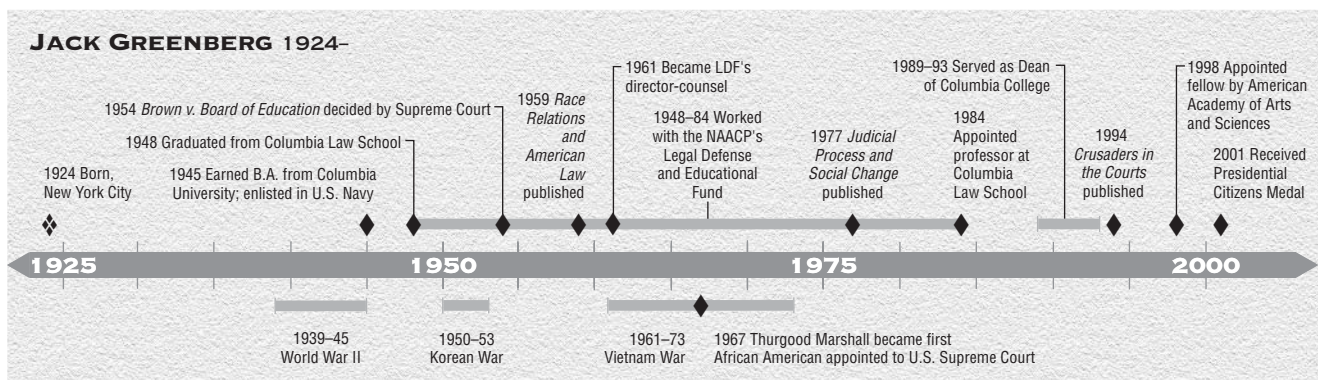 JACK GREENBERG 1924–
1924 Born,
New York City
1945 Earned B.A. from Columbia
University; enlisted in U.S. Navy
1948 Graduated from Columbia Law School
1954 Brown v. Board of Education decided by Supreme Court
1959 Race
Relations
and
American
Law
published
1961 Became LDF's
director-counsel
1948–84 Worked
with the NAACP's
Legal Defense
and Educational
Fund
1977 Judicial
Process and
Social Change
published
1984
Appointed
professor at
Columbia
Law School
1989–93 Served as Dean
of Columbia College
1994
Crusaders in
the Courts
published
1998 Appointed
fellow by American
Academy of Arts
and Sciences
2001 Received
Presidential
Citizens Medal
1925
1950
1975
2000
1939–45
World War II
1950–53
Korean War
1961–73
Vietnam War
1967 Thurgood Marshall became first
African American appointed to U.S. Supreme Court